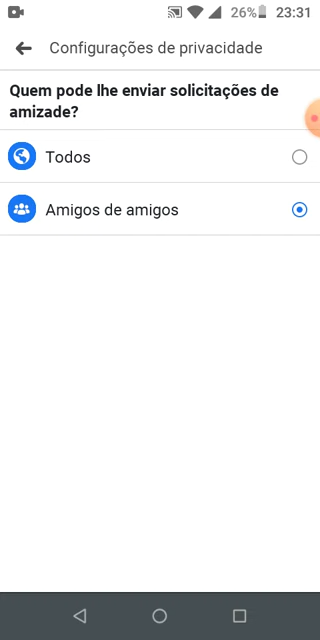 26% 23:31
Configurações de privacidade
Quem pode lhe enviar solicitações de
amizade?
Todos
Amigos de amigos